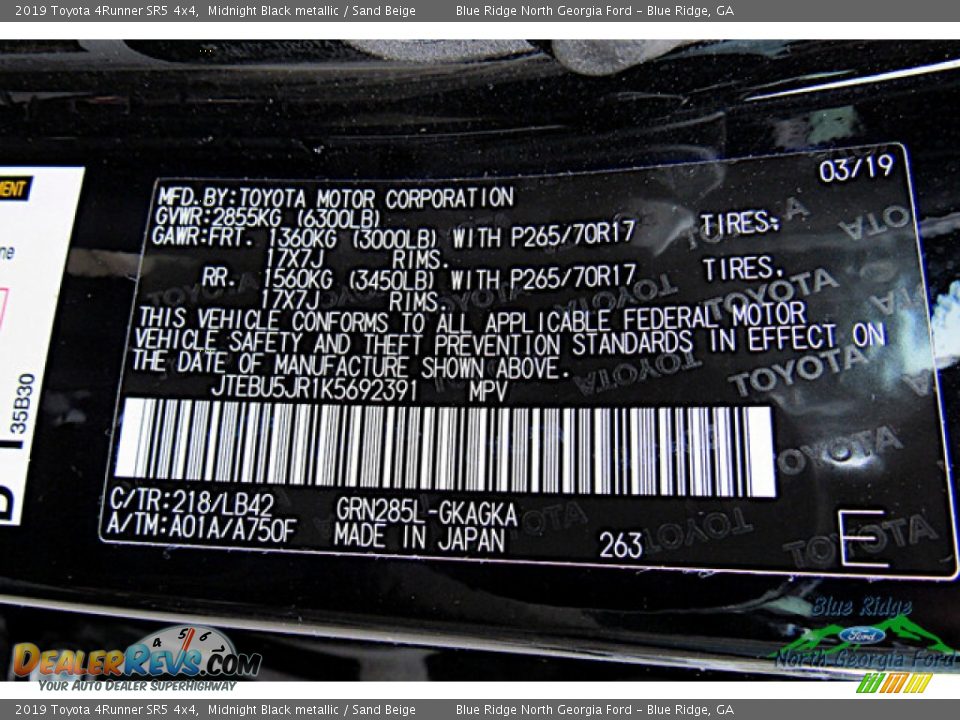 2019 Toyota 4Runner SR5 4x4, Midnight Black metallic / Sand Beige Blue Ridge North Georgia Ford - Blue Ridge, GA
03/19
MFD. BY: TOYOTA MOTOR CORPORATION
GVWR: 2855KG (6300LB)
GAWR: FRT. 1360KG (3000LB) WITH P265/70R17 TIRES;
17X7J RIMS.
RR. 1560KG (3450LB) WITH P265/70R17 TIRES.
17X7J RIMS.
THIS VEHICLE CONFORMS TO ALL APPLICABLE FEDERAL MOTOR
VEHICLE SAFETY AND THEFT PREVENTION STANDARDS IN EFFECT ON
THE DATE OF MANUFACTURE SHOWN ABOVE.
JTEBU5JR1K5692391 MPV
C/TR: 218/LB42 GRN285L-GKAGKA
A/TM: A01A/A750F MADE IN JAPAN 263 E
35B30
TOYOTA
TOYOTA
TOYOTA
Blue Ridge
Ford
North Georgia Ford
4 5 6
DEALERREVS.COM
YOUR AUTO DEALER SUPERHIGHWAY
2019 Toyota 4Runner SR5 4x4, Midnight Black metallic / Sand Beige Blue Ridge North Georgia Ford - Blue Ridge, GA